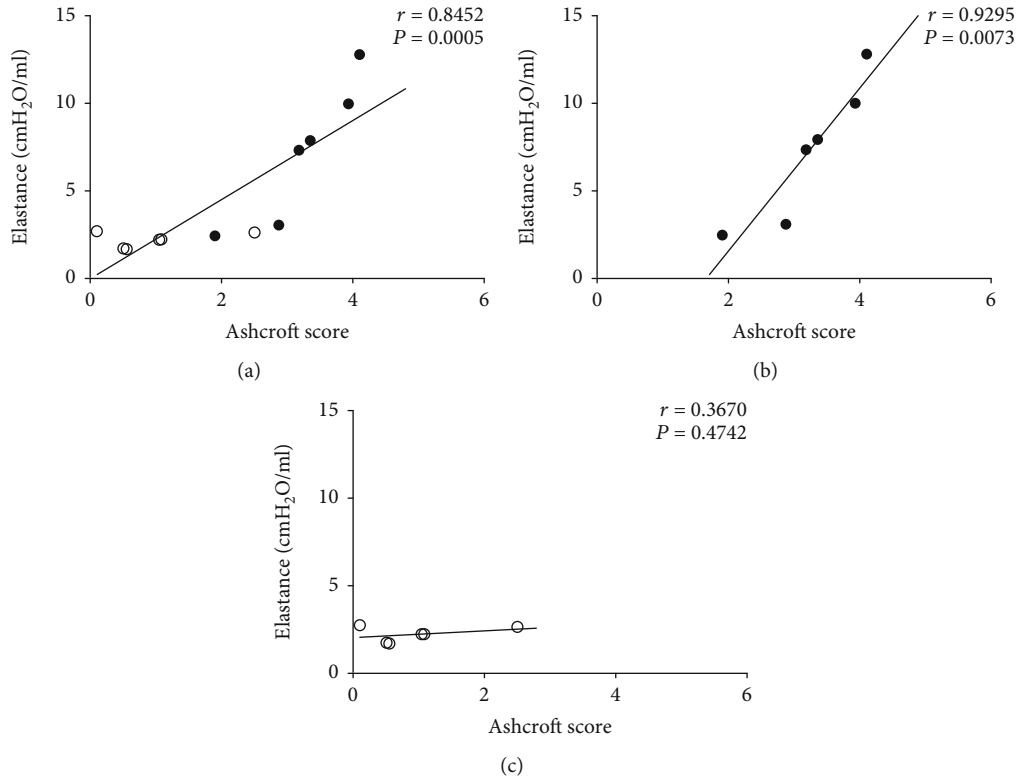 r = 0.8452
P = 0.0005
15
10
5
0
Elastance (cmH₂O/ml)
0 2 4 6
Ashcroft score
(a)
r = 0.9295
P = 0.0073
15
10
5
0
Elastance (cmH₂O/ml)
0 2 4 6
Ashcroft score
(b)
r = 0.3670
P = 0.4742
15
10
5
0
Elastance (cmH₂O/ml)
0 2 4 6
Ashcroft score
(c)